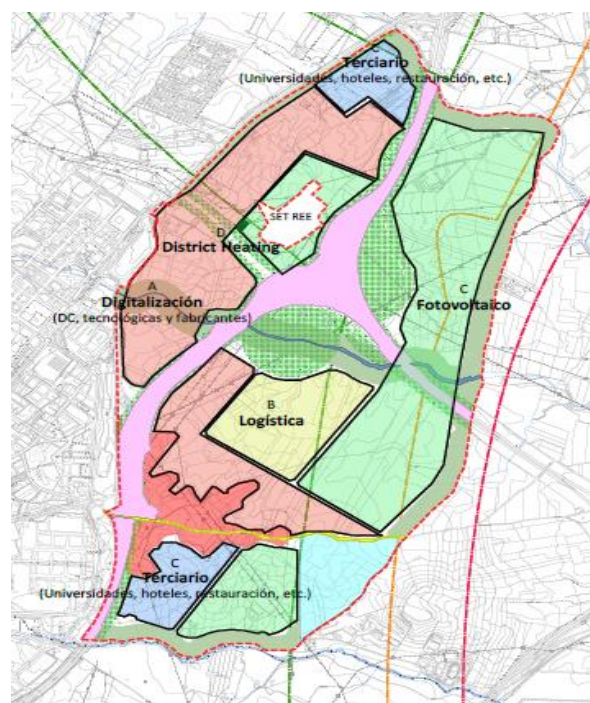 C
Terciario
(Universidades, hoteles, restauración, etc.)
SET REE
D
District Heating
A
Digitalización
(DC, tecnológicas y fabricantes)
C
Fotovoltaico
B
Logística
C
Terciario
(Universidades, hoteles, restauración, etc.)